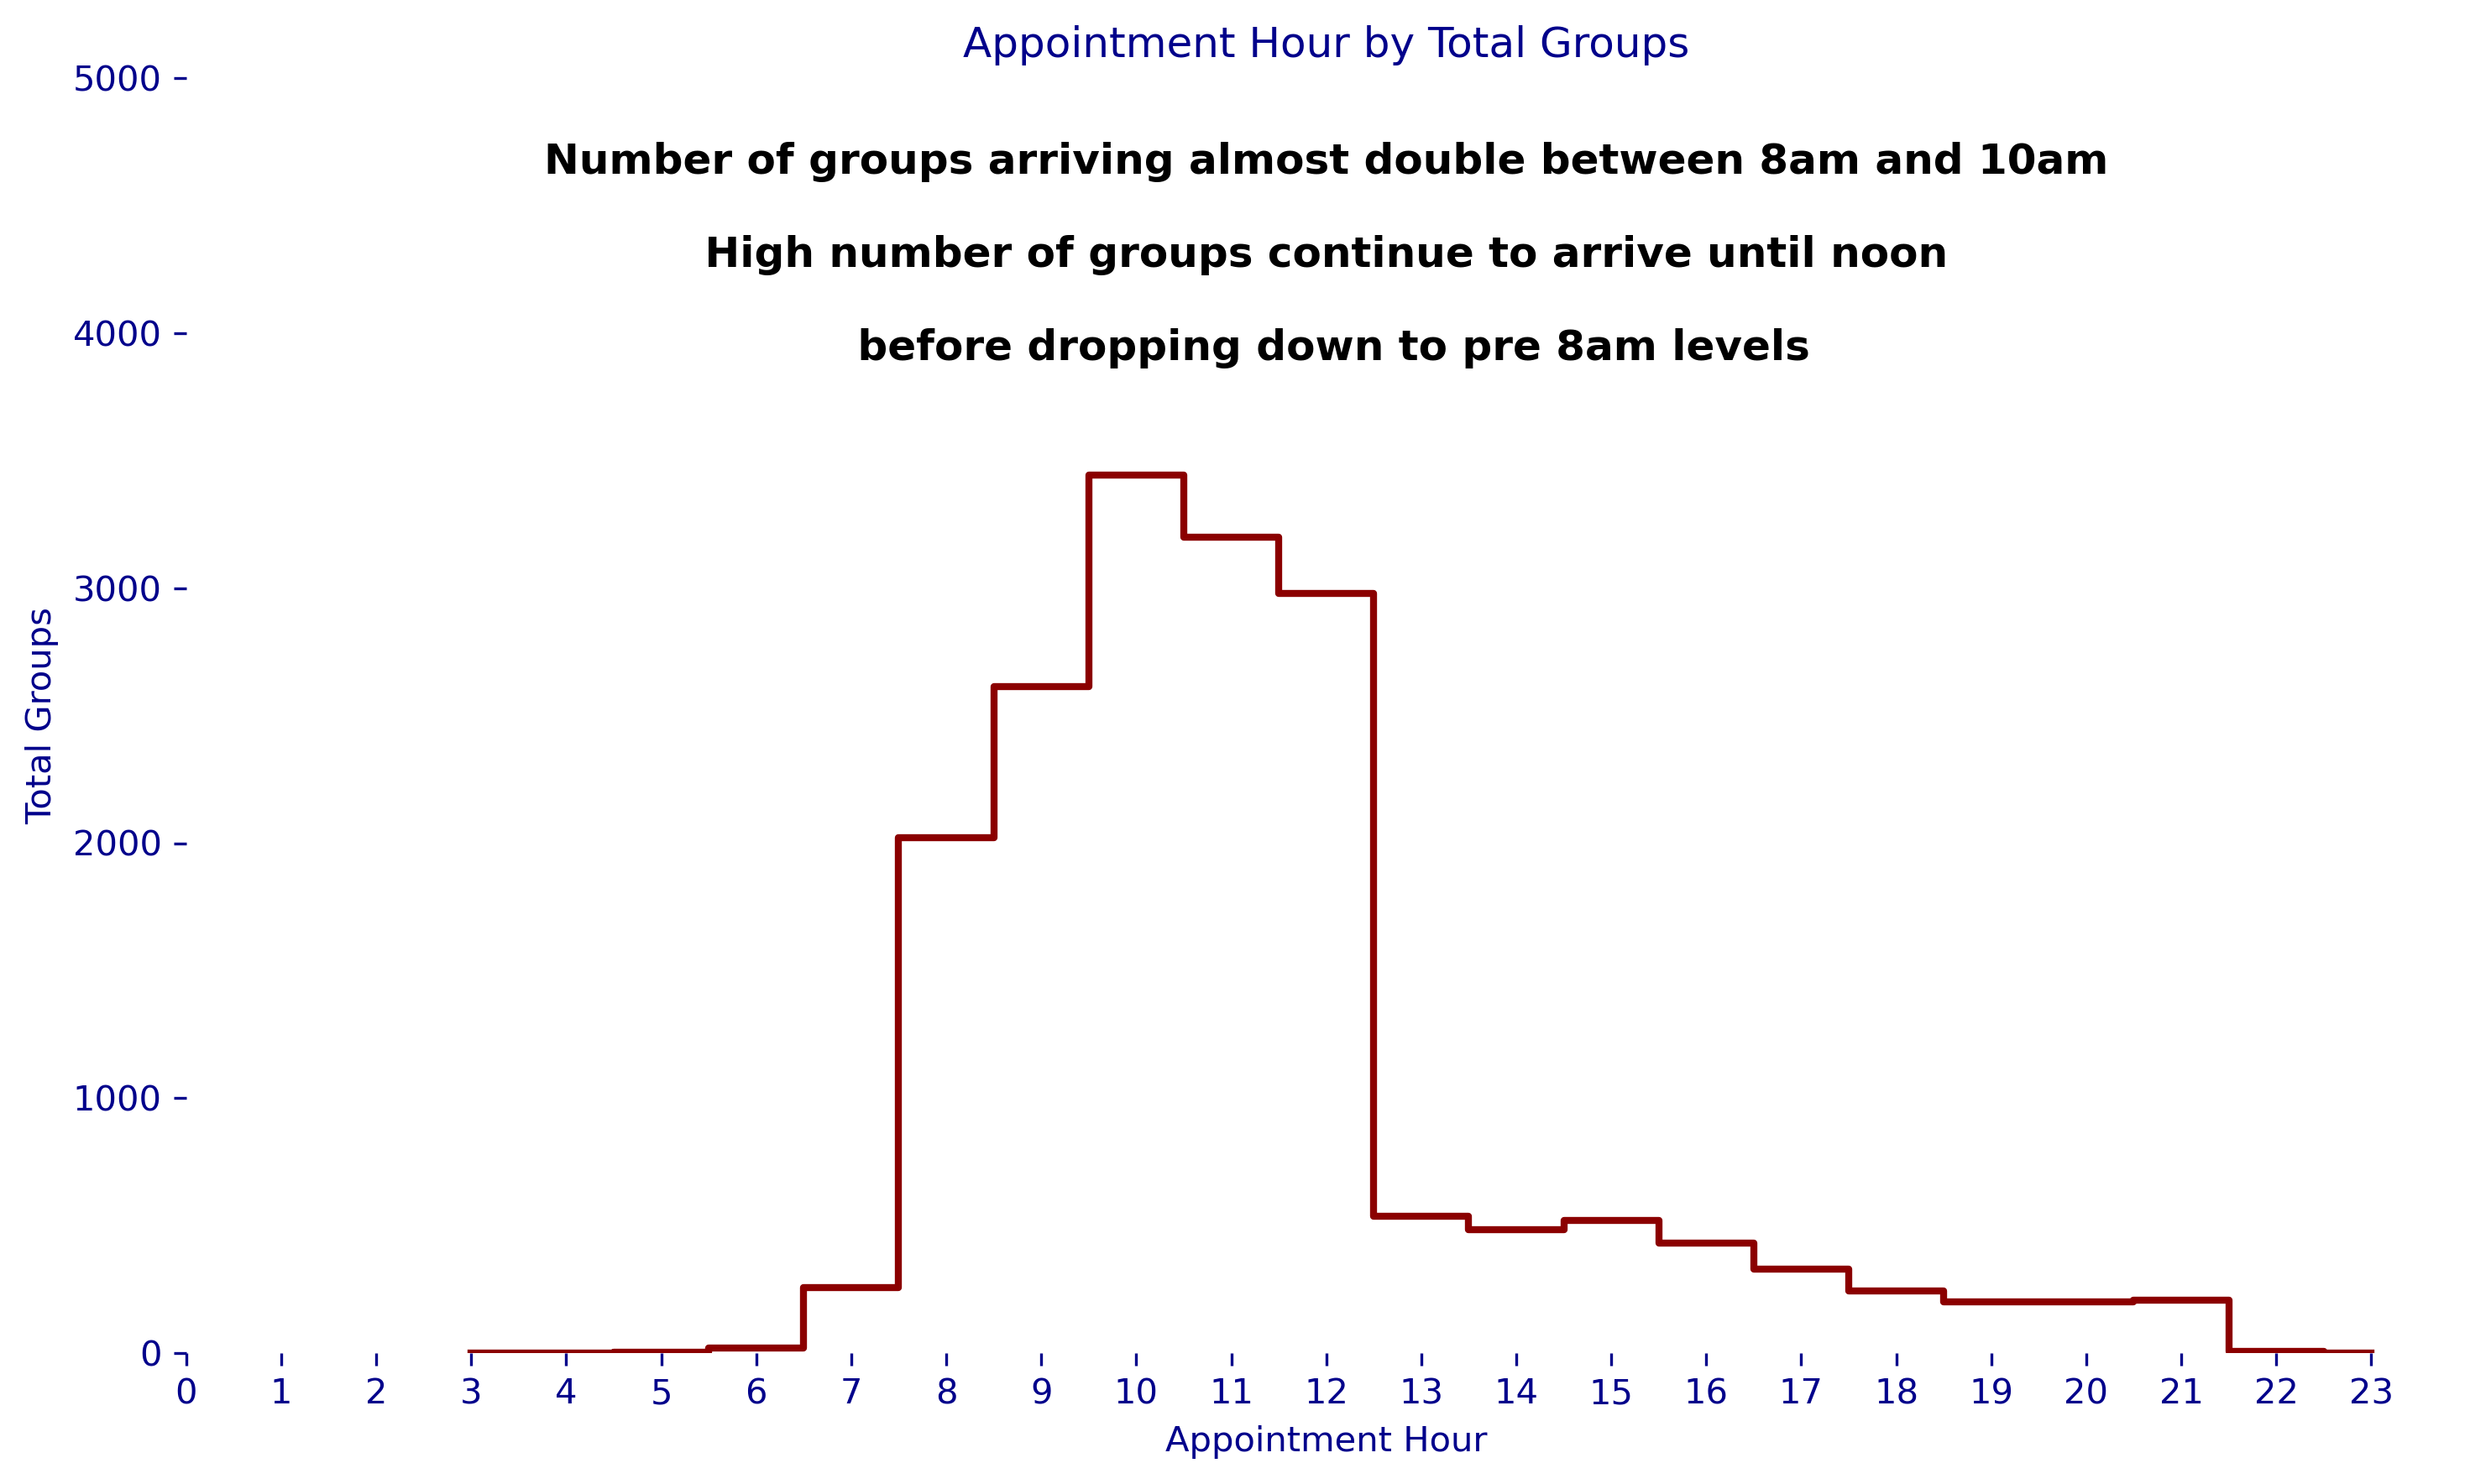 Appointment Hour by Total Groups
5000
Number of groups arriving almost double between 8am and 10am
High number of groups continue to arrive until noon
4000
before dropping down to pre 8am levels
3000
Total Groups
2000
1000
0
0 1 2 3 4 5 6 7 8 9 10 11 12 13 14 15 16 17 18 19 20 21 22 23
Appointment Hour